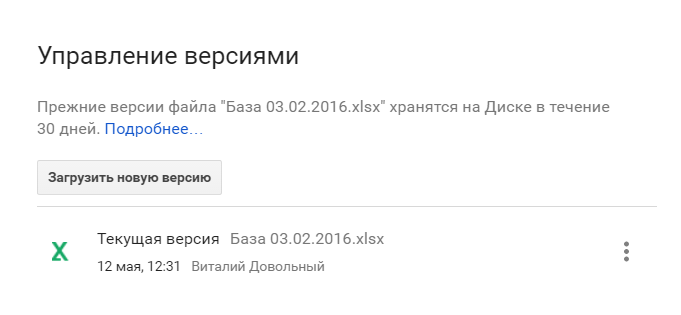 Управление версиями
Прежние версии файла "База 03.02.2016.xlsx" хранятся на Диске в течение
30 дней. Подробнее…
Загрузить новую версию
Текущая версия База 03.02.2016.xlsx
12 мая, 12:31 Виталий Довольный